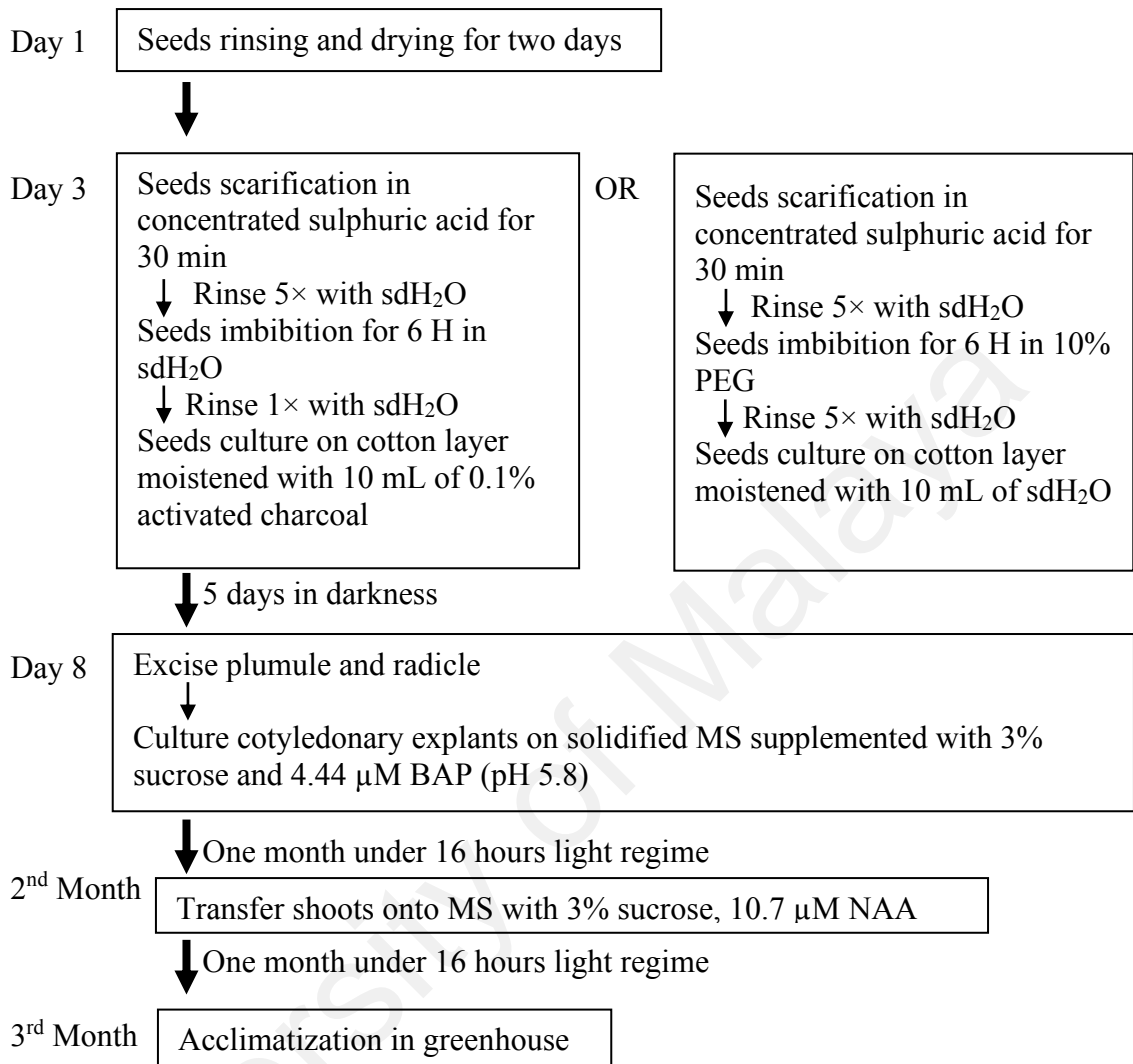 Day 1
Seeds rinsing and drying for two days
Day 3
Seeds scarification in
concentrated sulphuric acid for
30 min
Rinse 5× with sdH₂O
Seeds imbibition for 6 H in
sdH₂O
Rinse 1× with sdH₂O
Seeds culture on cotton layer
moistened with 10 mL of 0.1%
activated charcoal
OR
Seeds scarification in
concentrated sulphuric acid for
30 min
Rinse 5× with sdH₂O
Seeds imbibition for 6 H in 10%
PEG
Rinse 5× with sdH₂O
Seeds culture on cotton layer
moistened with 10 mL of sdH₂O
5 days in darkness
Day 8
Excise plumule and radicle
Culture cotyledonary explants on solidified MS supplemented with 3%
sucrose and 4.44 µM BAP (pH 5.8)
One month under 16 hours light regime
2ⁿᵈ Month
Transfer shoots onto MS with 3% sucrose, 10.7 µM NAA
One month under 16 hours light regime
3ʳᵈ Month
Acclimatization in greenhouse
ersity of Malaya